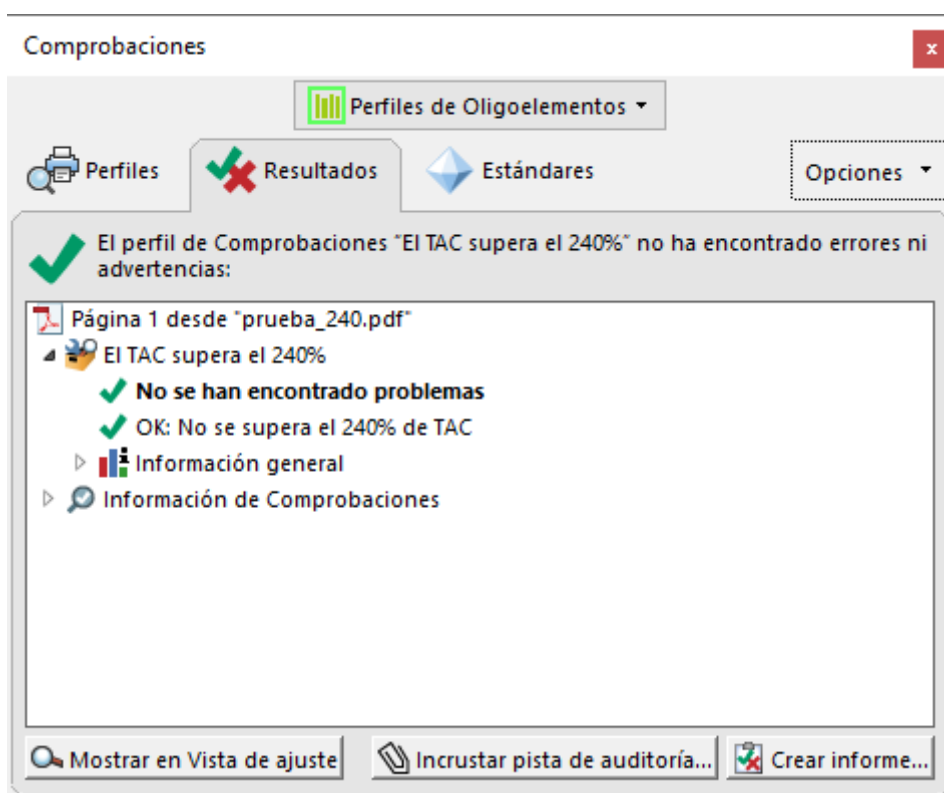 Comprobaciones
x
Perfiles de Oligoelementos
Perfiles
Resultados
Estándares
Opciones
El perfil de Comprobaciones "El TAC supera el 240%" no ha encontrado errores ni
advertencias:
Página 1 desde "prueba_240.pdf"
El TAC supera el 240%
No se han encontrado problemas
OK: No se supera el 240% de TAC
Información general
Información de Comprobaciones
Mostrar en Vista de ajuste
Incrustar pista de auditoría...
Crear informe...